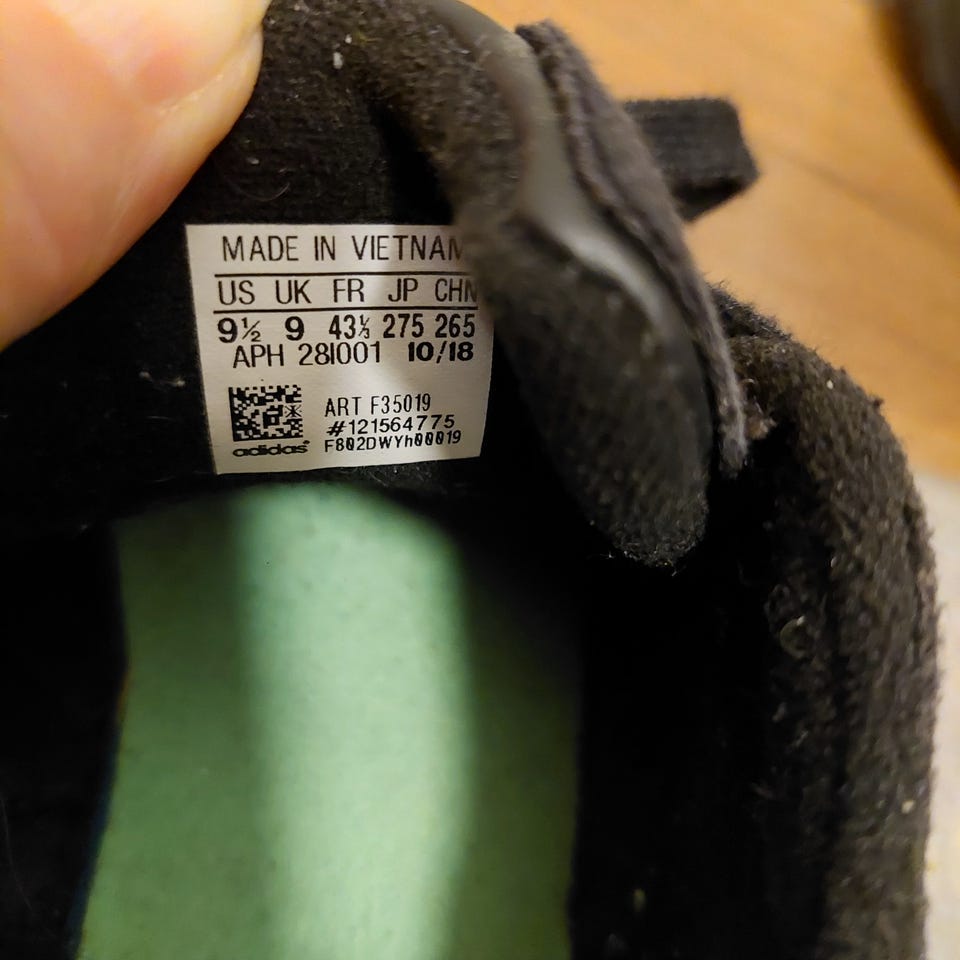 MADE IN VIETNAM
US UK FR JP CHN
9½ 9 43⅓ 275 265
APH 28I001 10/18
ART F35019
#121564775
F802DWYh00019
adidas